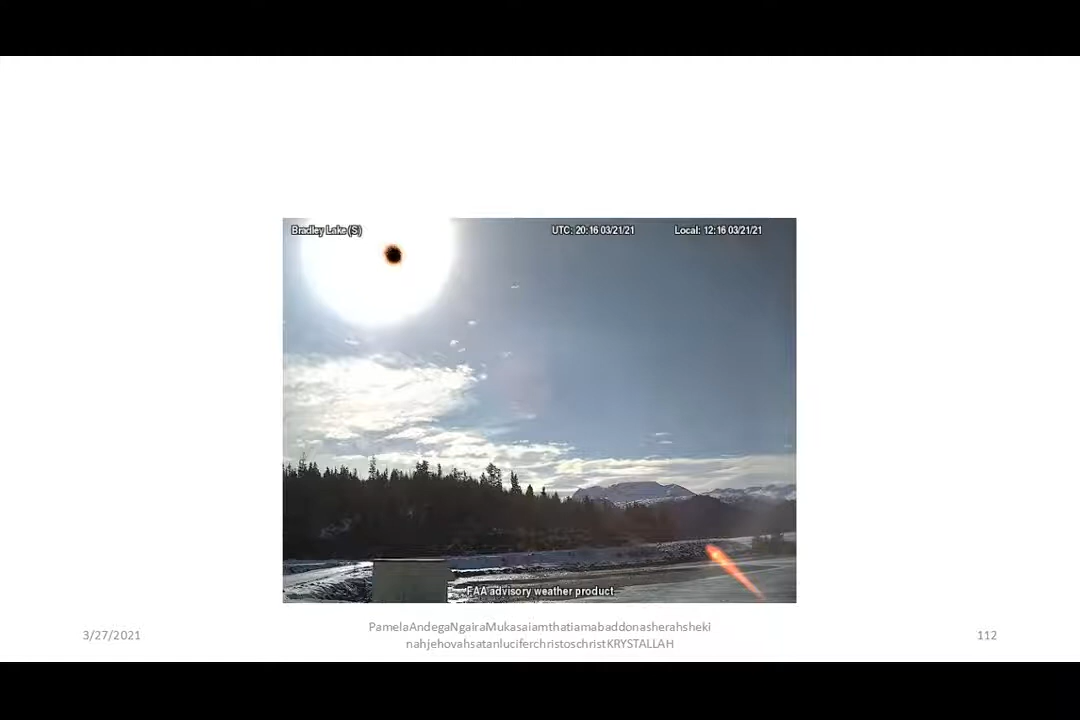 Bradley Lake (S) UTC: 20:16 03/21/21 Local: 12:16 03/21/21
FAA advisory weather product
3/27/2021
PamelaAndegaNgairaMukasaiamthatiamabaddonasherahsheki
nahjehovahsatanluciferchristoschristKRYSTALLAH
112